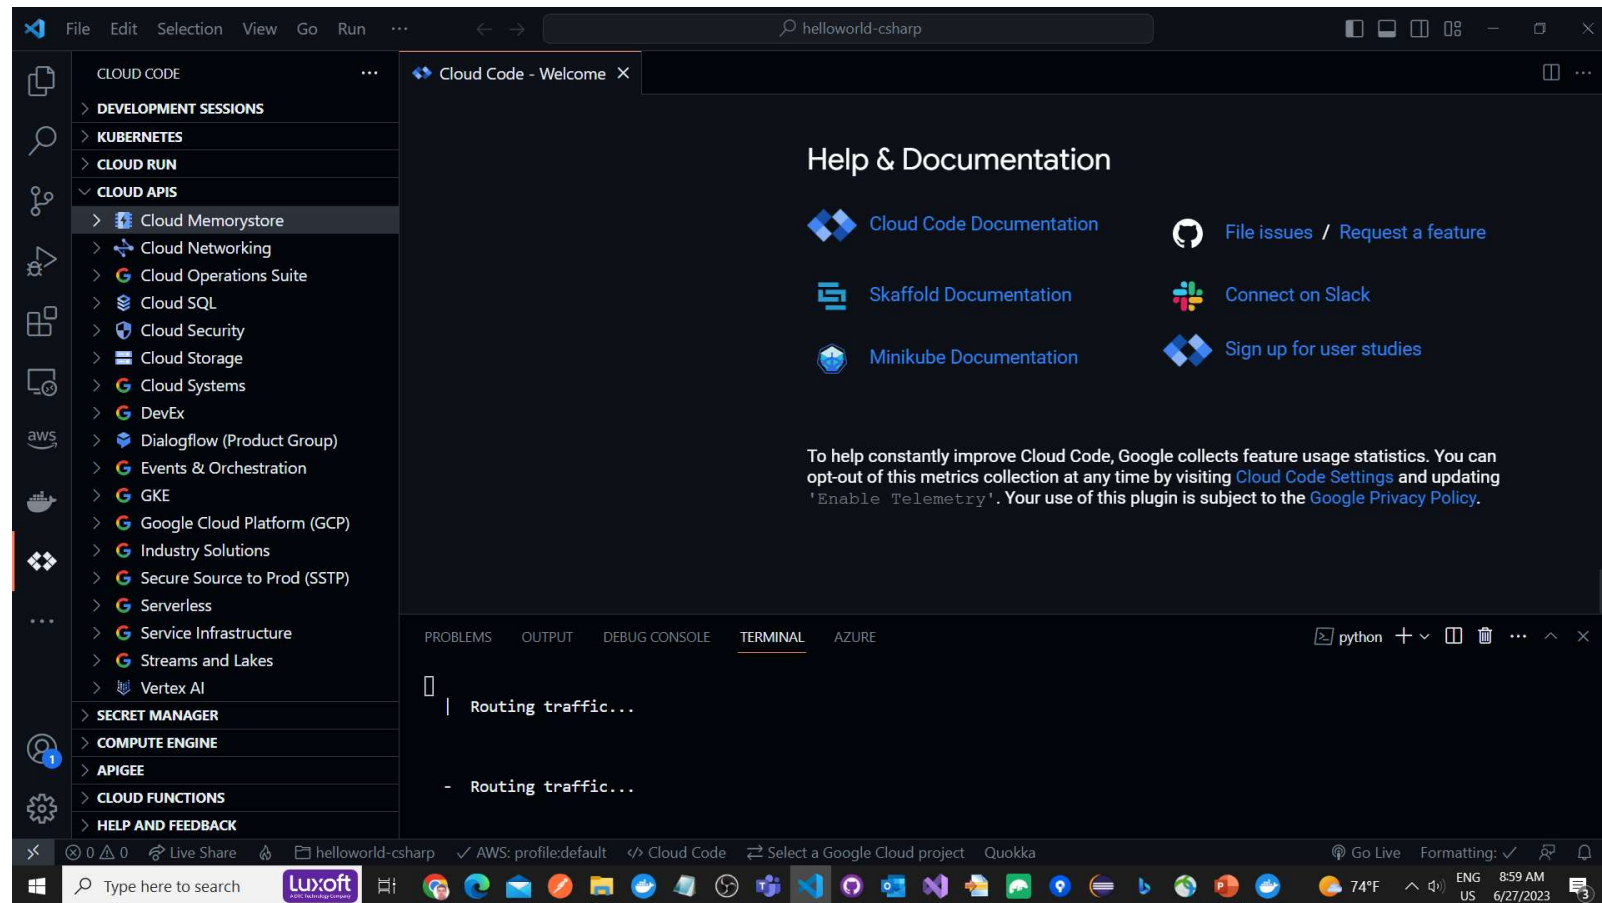 File Edit Selection View Go Run ··· helloworld-csharp
CLOUD CODE ···
Cloud Code - Welcome
DEVELOPMENT SESSIONS
KUBERNETES
CLOUD RUN
CLOUD APIS
Cloud Memorystore
Cloud Networking
Cloud Operations Suite
Cloud SQL
Cloud Security
Cloud Storage
Cloud Systems
DevEx
Dialogflow (Product Group)
Events & Orchestration
GKE
Google Cloud Platform (GCP)
Industry Solutions
Secure Source to Prod (SSTP)
Serverless
Service Infrastructure
Streams and Lakes
Vertex AI
SECRET MANAGER
COMPUTE ENGINE
APIGEE
CLOUD FUNCTIONS
HELP AND FEEDBACK
aws
1
Help & Documentation
Cloud Code Documentation
File issues / Request a feature
Skaffold Documentation
Connect on Slack
Minikube Documentation
Sign up for user studies
To help constantly improve Cloud Code, Google collects feature usage statistics. You can
opt-out of this metrics collection at any time by visiting Cloud Code Settings and updating
'Enable Telemetry'. Your use of this plugin is subject to the Google Privacy Policy.
PROBLEMS OUTPUT DEBUG CONSOLE TERMINAL AZURE python
| Routing traffic...
- Routing traffic...
0 0 Live Share helloworld-csharp AWS: profile:default Cloud Code Select a Google Cloud project Quokka Go Live Formatting: ✓
Type here to search
Luxoft
74°F
ENG
US
8:59 AM
6/27/2023
3